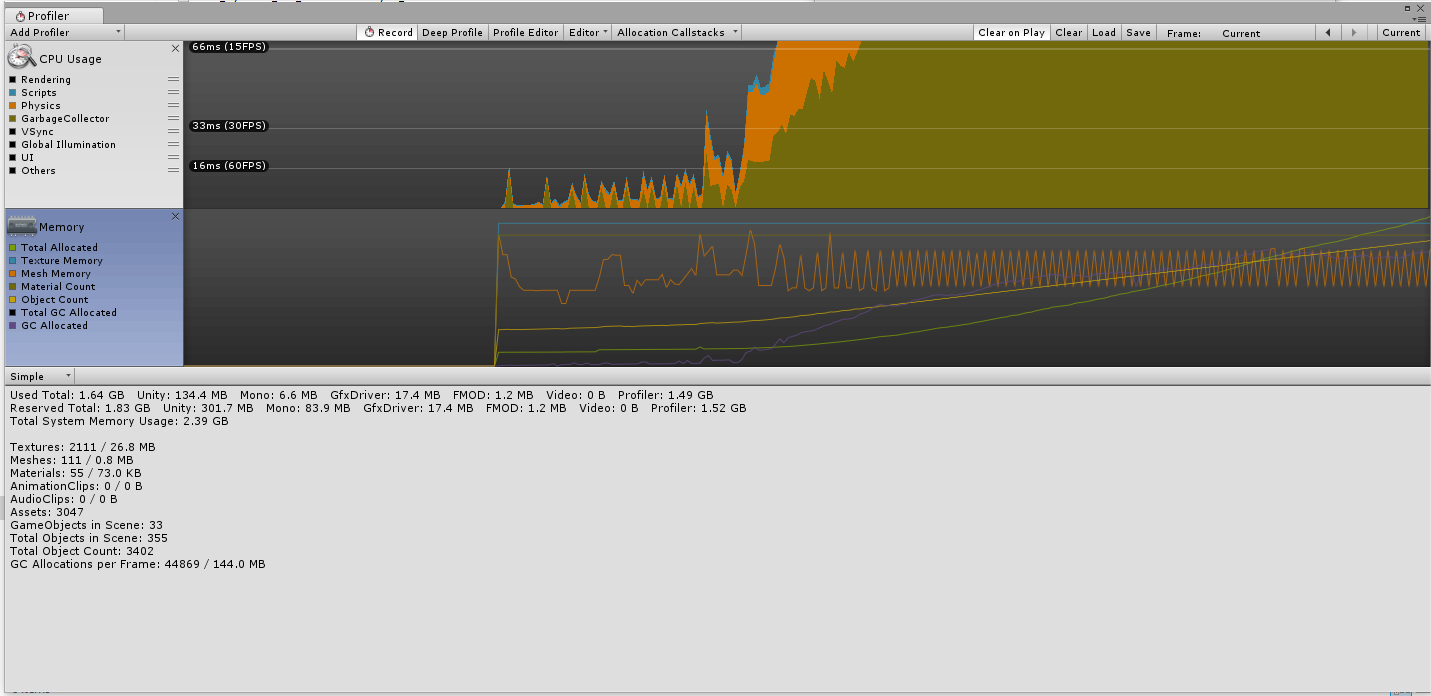 Profiler
Add Profiler Record Deep Profile Profile Editor Editor Allocation Callstacks Clear on Play Clear Load Save Frame: Current Current
CPU Usage
Rendering
Scripts
Physics
GarbageCollector
VSync
Global Illumination
UI
Others
66ms (15FPS)
33ms (30FPS)
16ms (60FPS)
Memory
Total Allocated
Texture Memory
Mesh Memory
Material Count
Object Count
Total GC Allocated
GC Allocated
Simple
Used Total: 1.64 GB Unity: 134.4 MB Mono: 6.6 MB GfxDriver: 17.4 MB FMOD: 1.2 MB Video: 0 B Profiler: 1.49 GB
Reserved Total: 1.83 GB Unity: 301.7 MB Mono: 83.9 MB GfxDriver: 17.4 MB FMOD: 1.2 MB Video: 0 B Profiler: 1.52 GB
Total System Memory Usage: 2.39 GB
Textures: 2111 / 26.8 MB
Meshes: 111 / 0.8 MB
Materials: 55 / 73.0 KB
AnimationClips: 0 / 0 B
AudioClips: 0 / 0 B
Assets: 3047
GameObjects in Scene: 33
Total Objects in Scene: 355
Total Object Count: 3402
GC Allocations per Frame: 44869 / 144.0 MB